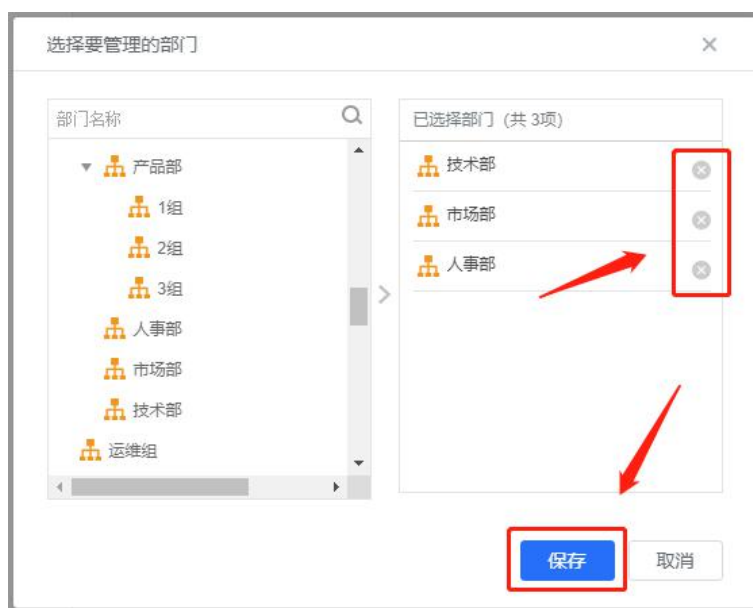 选择要管理的部门
部门名称
产品部
1组
2组
3组
人事部
市场部
技术部
运维组
已选择部门 (共 3项)
技术部
市场部
人事部
保存
取消